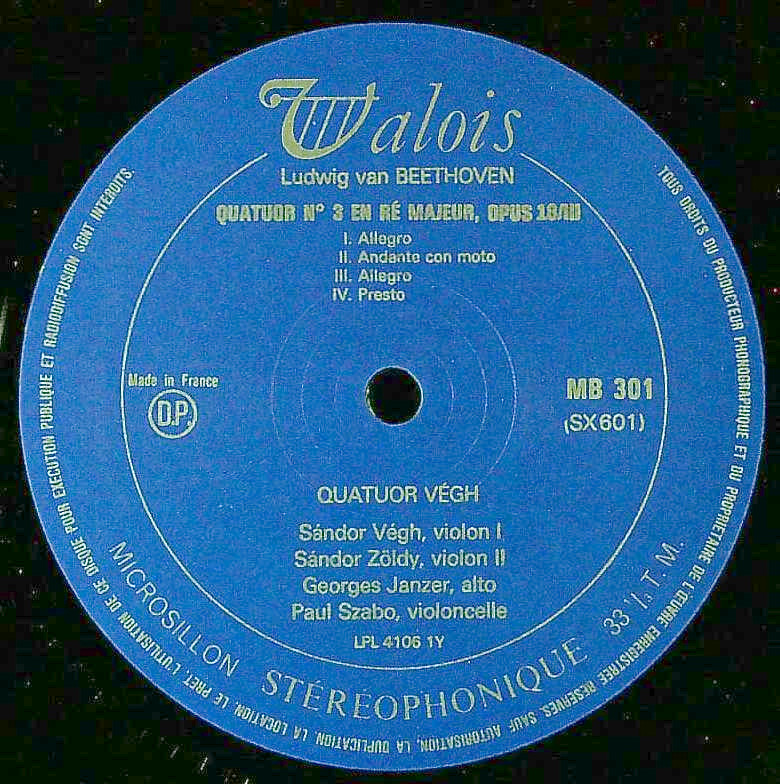 Valois
Ludwig van BEETHOVEN
QUATUOR N° 3 EN RÉ MAJEUR, OPUS 18/III
I. Allegro
II. Andante con moto
III. Allegro
IV. Presto
Made in France
D.P.
MB 301
(SX601)
QUATUOR VÉGH
Sándor Végh, violon I
Sándor Zöldy, violon II
Georges Janzer, alto
Paul Szabo, violoncelle
LPL 4106 1Y
MICROSILLON STÉRÉOPHONIQUE 33 1/3 T.M.
TOUS DROITS DU PRODUCTEUR PHONOGRAPHIQUE ET DU PROPRIETAIRE DE L'ŒUVRE ENREGISTREE RESERVES. SAUF AUTORISATION, LA DUPLICATION, LA LOCATION, LE PRET, L'UTILISATION DE CE DISQUE POUR EXECUTION PUBLIQUE ET RADIODIFFUSION SONT INTERDITS.